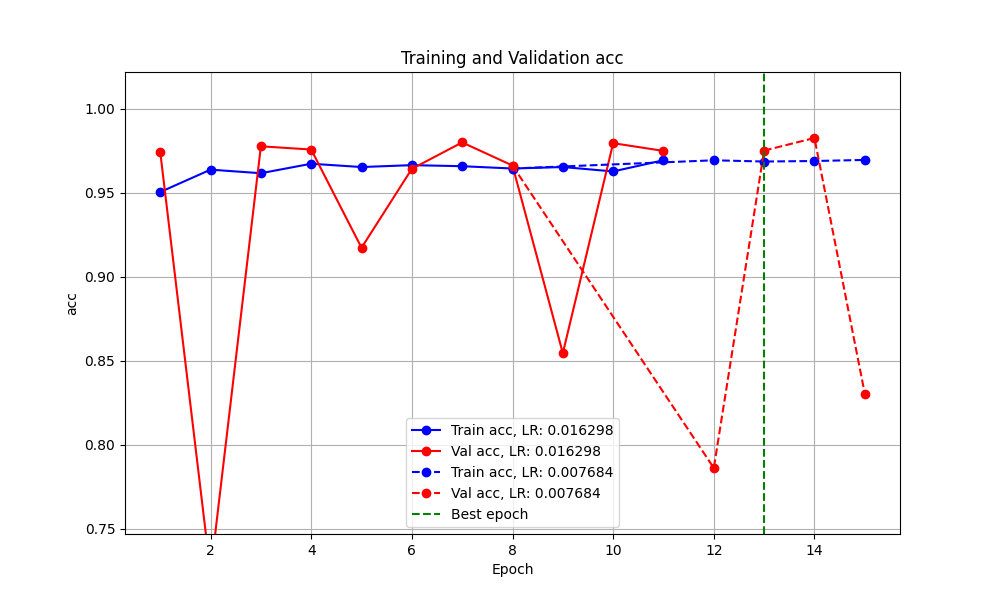 Training and Validation acc
1.00
0.95
0.90
0.85
0.80
0.75
acc
Train acc, LR: 0.016298
Val acc, LR: 0.016298
Train acc, LR: 0.007684
Val acc, LR: 0.007684
Best epoch
2 4 6 8 10 12 14
Epoch